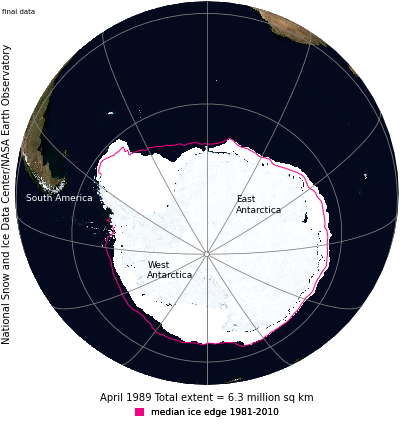 final data
National Snow and Ice Data Center/NASA Earth Observatory
South America
East
Antarctica
West
Antarctica
April 1989 Total extent = 6.3 million sq km
median ice edge 1981-2010